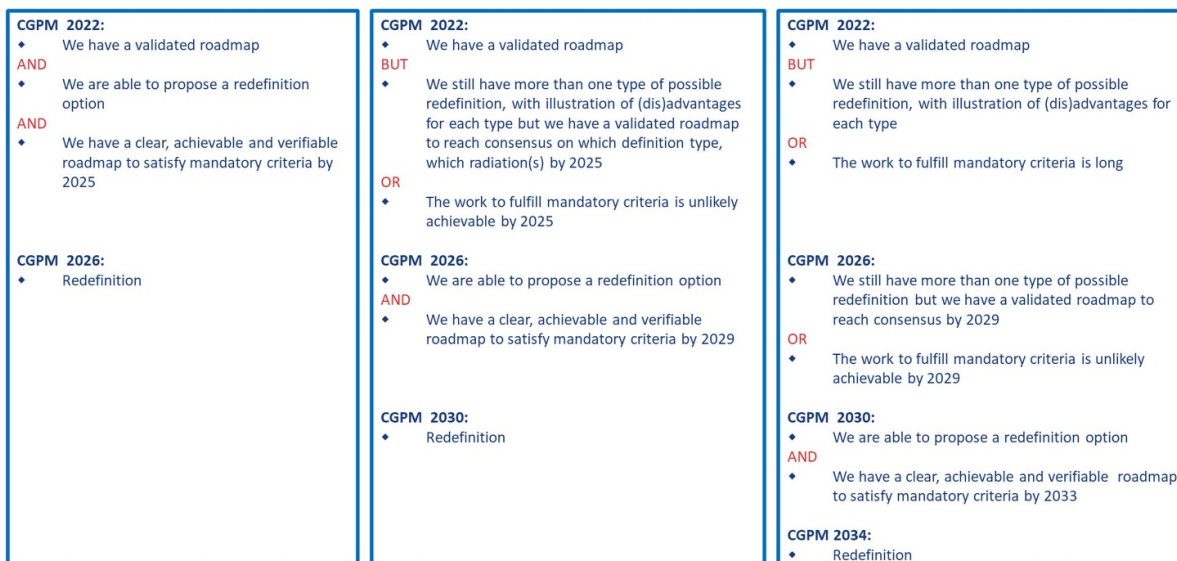 CGPM 2022:
◆ We have a validated roadmap
AND
◆ We are able to propose a redefinition
option
AND
◆ We have a clear, achievable and verifiable
roadmap to satisfy mandatory criteria by
2025
CGPM 2026:
◆ Redefinition
CGPM 2022:
◆ We have a validated roadmap
BUT
◆ We still have more than one type of possible
redefinition, with illustration of (dis)advantages
for each type but we have a validated roadmap
to reach consensus on which definition type,
which radiation(s) by 2025
OR
◆ The work to fulfill mandatory criteria is unlikely
achievable by 2025
CGPM 2026:
◆ We are able to propose a redefinition option
AND
◆ We have a clear, achievable and verifiable
roadmap to satisfy mandatory criteria by 2029
CGPM 2030:
◆ Redefinition
CGPM 2022:
◆ We have a validated roadmap
BUT
◆ We still have more than one type of possible
redefinition, with illustration of (dis)advantages for
each type
OR
◆ The work to fulfill mandatory criteria is long
CGPM 2026:
◆ We still have more than one type of possible
redefinition but we have a validated roadmap to
reach consensus by 2029
OR
◆ The work to fulfill mandatory criteria is unlikely
achievable by 2029
CGPM 2030:
◆ We are able to propose a redefinition option
AND
◆ We have a clear, achievable and verifiable roadmap
to satisfy mandatory criteria by 2033
CGPM 2034:
◆ Redefinition